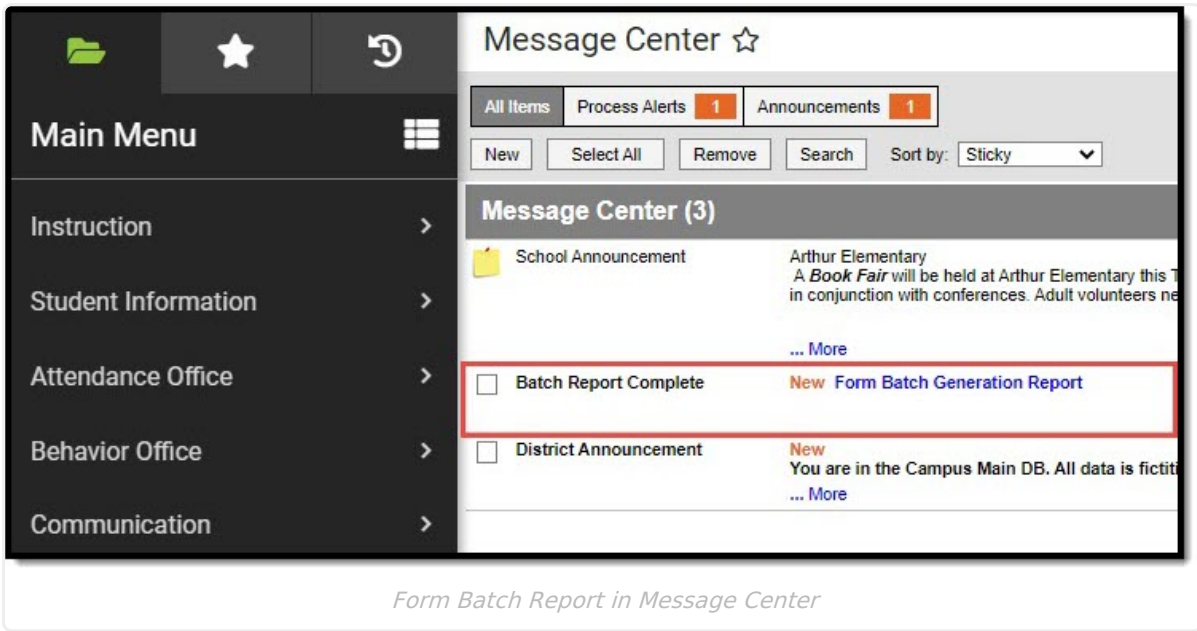 Message Center
All Items Process Alerts 1 Announcements 1
Main Menu
New Select All Remove Search Sort by: Sticky
Message Center (3)
Instruction
Student Information
Attendance Office
Behavior Office
Communication
School Announcement Arthur Elementary
A Book Fair will be held at Arthur Elementary this
in conjunction with conferences. Adult volunteers
... More
Batch Report Complete New Form Batch Generation Report
District Announcement New
You are in the Campus Main DB. All data is
... More
Form Batch Report in Message Center